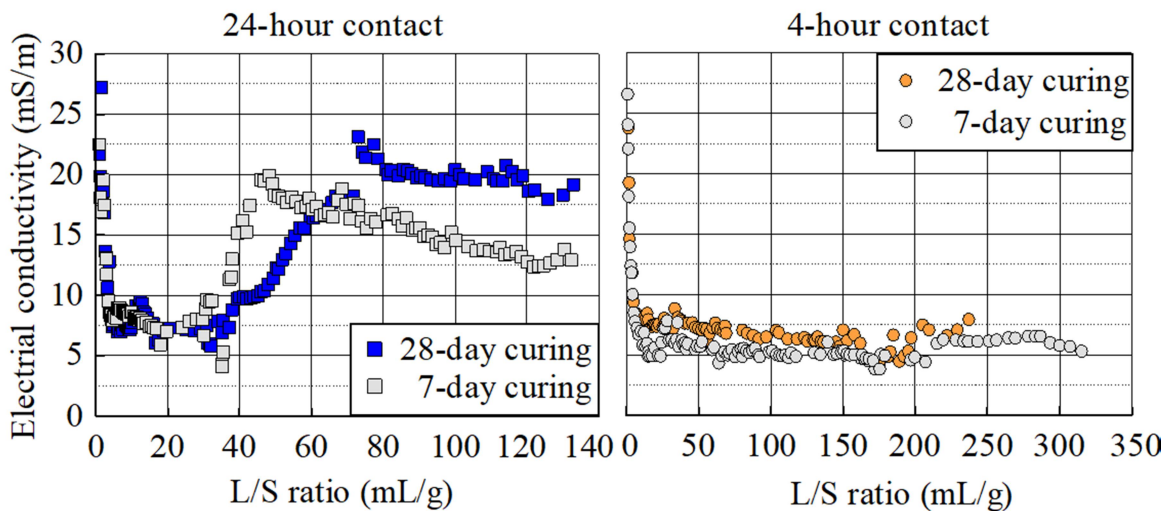 24-hour contact
4-hour contact
Electrial conductivity (mS/m)
30
25
20
15
10
5
0
28-day curing
7-day curing
28-day curing
7-day curing
0 20 40 60 80 100 120 140
0 50 100 150 200 250 300 350
L/S ratio (mL/g)
L/S ratio (mL/g)